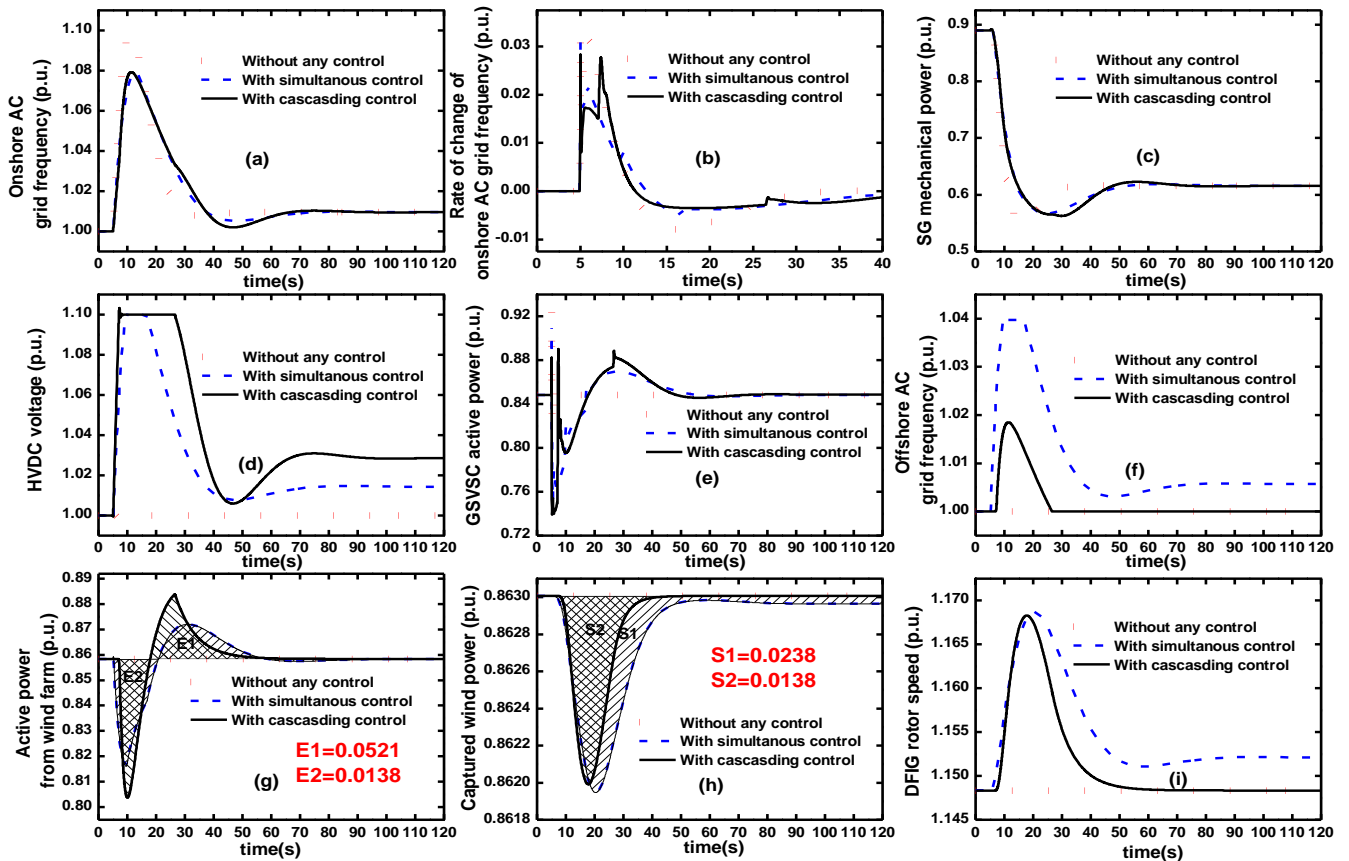 Onshore AC
grid frequency (p.u.)
1.10
1.08
1.06
1.04
1.02
1.00
Without any control
With simultanous control
With cascasding control
(a)
0 10 20 30 40 50 60 70 80 90 100 110 120
time(s)
Rate of change of
onshore AC grid frequency (p.u.)
0.03
0.02
0.01
0.00
-0.01
Without any control
With simultanous control
With cascasding control
(b)
0 5 10 15 20 25 30 35 40
time(s)
SG mechanical power (p.u.)
0.9
0.8
0.7
0.6
0.5
Without any control
With simultanous control
With cascasding control
(c)
0 10 20 30 40 50 60 70 80 90 100 110 120
time(s)
HVDC voltage (p.u.)
1.10
1.08
1.06
1.04
1.02
1.00
Without any control
With simultanous control
With cascasding control
(d)
0 10 20 30 40 50 60 70 80 90 100 110 120
time(s)
GSVSC active power (p.u.)
0.92
0.88
0.84
0.80
0.76
0.72
Without any control
With simultanous control
With cascasding control
(e)
0 10 20 30 40 50 60 70 80 90 100 110 120
time(s)
Offshore AC
grid frequency (p.u.)
1.04
1.03
1.02
1.01
1.00
Without any control
With simultanous control
With cascasding control
(f)
0 10 20 30 40 50 60 70 80 90 100 110 120
time(s)
Active power
from wind farm (p.u.)
0.89
0.88
0.87
0.86
0.85
0.84
0.83
0.82
0.81
0.80
E1
E2
Without any control
With simultanous control
With cascasding control
E1=0.0521
E2=0.0138
(g)
0 10 20 30 40 50 60 70 80 90 100 110 120
time(s)
Captured wind power (p.u.)
0.8630
0.8628
0.8626
0.8624
0.8622
0.8620
0.8618
S2 S1
S1=0.0238
S2=0.0138
Without any control
With simultanous control
With cascasding control
(h)
0 10 20 30 40 50 60 70 80 90 100 110 120
time(s)
DFIG rotor speed (p.u.)
1.170
1.165
1.160
1.155
1.150
1.145
Without any control
With simultanous control
With cascasding control
(i)
0 10 20 30 40 50 60 70 80 90 100 110 120
time(s)